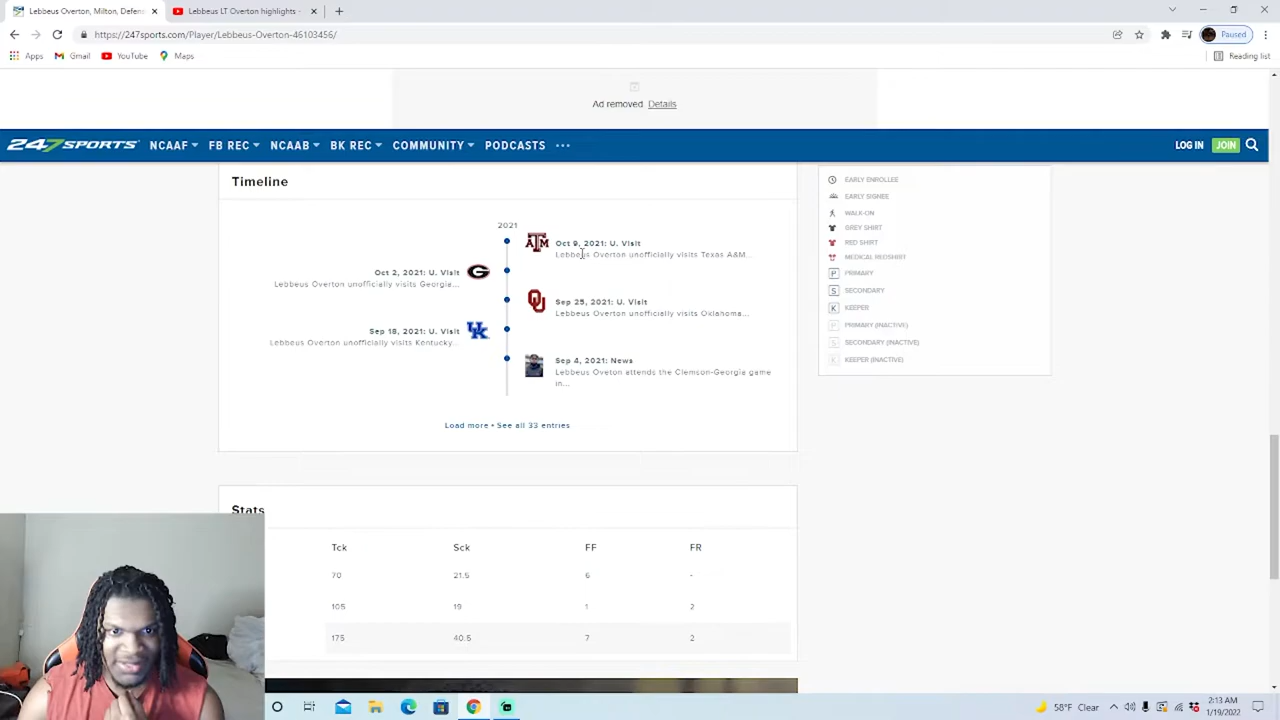 Lebbeus Overton, Milton, Defens
Lebbeus LT Overton highlights -
https://247sports.com/Player/Lebbeus-Overton-46103456/
Paused
Apps
Gmail
YouTube
Maps
Reading list
Ad removed Details
247SPORTS
NCAAF
FB REC
NCAAB
BK REC
COMMUNITY
PODCASTS
LOG IN
JOIN
Timeline
2021
Oct 9, 2021: U. Visit
Lebbeus Overton unofficially visits Texas A&M...
Oct 2, 2021: U. Visit
Lebbeus Overton unofficially visits Georgia...
Sep 25, 2021: U. Visit
Lebbeus Overton unofficially visits Oklahoma...
Sep 18, 2021: U. Visit
Lebbeus Overton unofficially visits Kentucky...
Sep 4, 2021: News
Lebbeus Oveton attends the Clemson-Georgia game
in...
Load more • See all 33 entries
EARLY ENROLLEE
EARLY SIGNEE
WALK-ON
GREY SHIRT
RED SHIRT
MEDICAL REDSHIRT
P PRIMARY
S SECONDARY
K KEEPER
P PRIMARY (INACTIVE)
S SECONDARY (INACTIVE)
K KEEPER (INACTIVE)
Stats
Tck Sck FF FR
70 21.5 6 -
105 19 1 2
175 40.5 7 2
58°F Clear
2:13 AM
1/19/2022